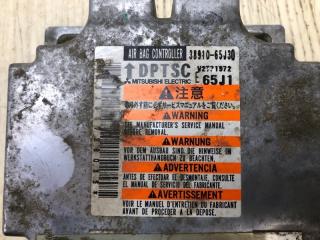 AIR BAG CONTROLLER 38910-65J30
MITSUBISHI ELECTRIC E 65J1
⚠注意
⚠WARNING
THE MANUFACTURER'S SERVICE MANUAL
BEFORE REMOVAL.
⚠WARNUNG
VOR DEM AUSBAU SIND DIE HINWEISE IM
WERKSTATTHANDBUCH ZU BEACHTEN.
⚠ADVERTENCIA
ANTES DE EFECTUAR EL DESMONTAJE, CONSULTE
EL MANUAL DE SERVICIO DEL FABRICANTE.
⚠AVERTISSEMENT
VOIR LE MANUEL D'ENTRETIEN DU FABRICANT
AVANT DE PROCEDER A LA DEPOSE.